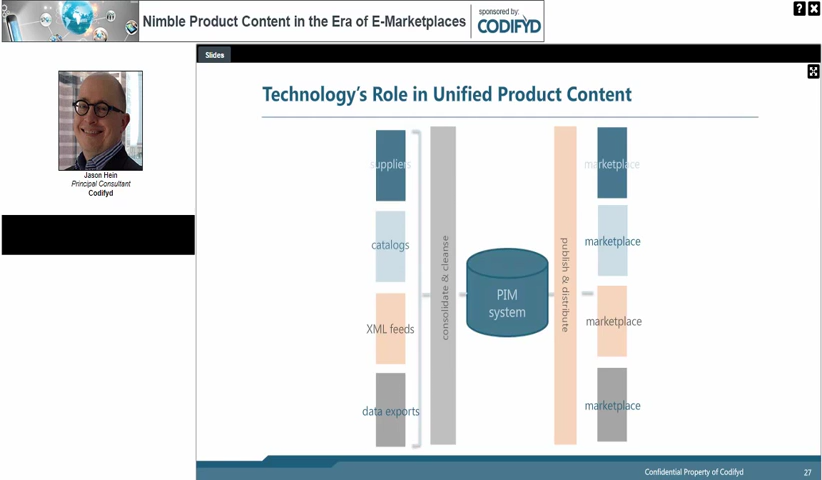 Nimble Product Content in the Era of E-Marketplaces
sponsored by:
CODIFYD
?
Slides
Jason Hein
Principal Consultant
Codifyd
Technology's Role in Unified Product Content
suppliers
catalogs
XML feeds
data exports
consolidate & cleanse
PIM
system
publish & distribute
marketplace
marketplace
marketplace
marketplace
Confidential Property of Codifyd
27